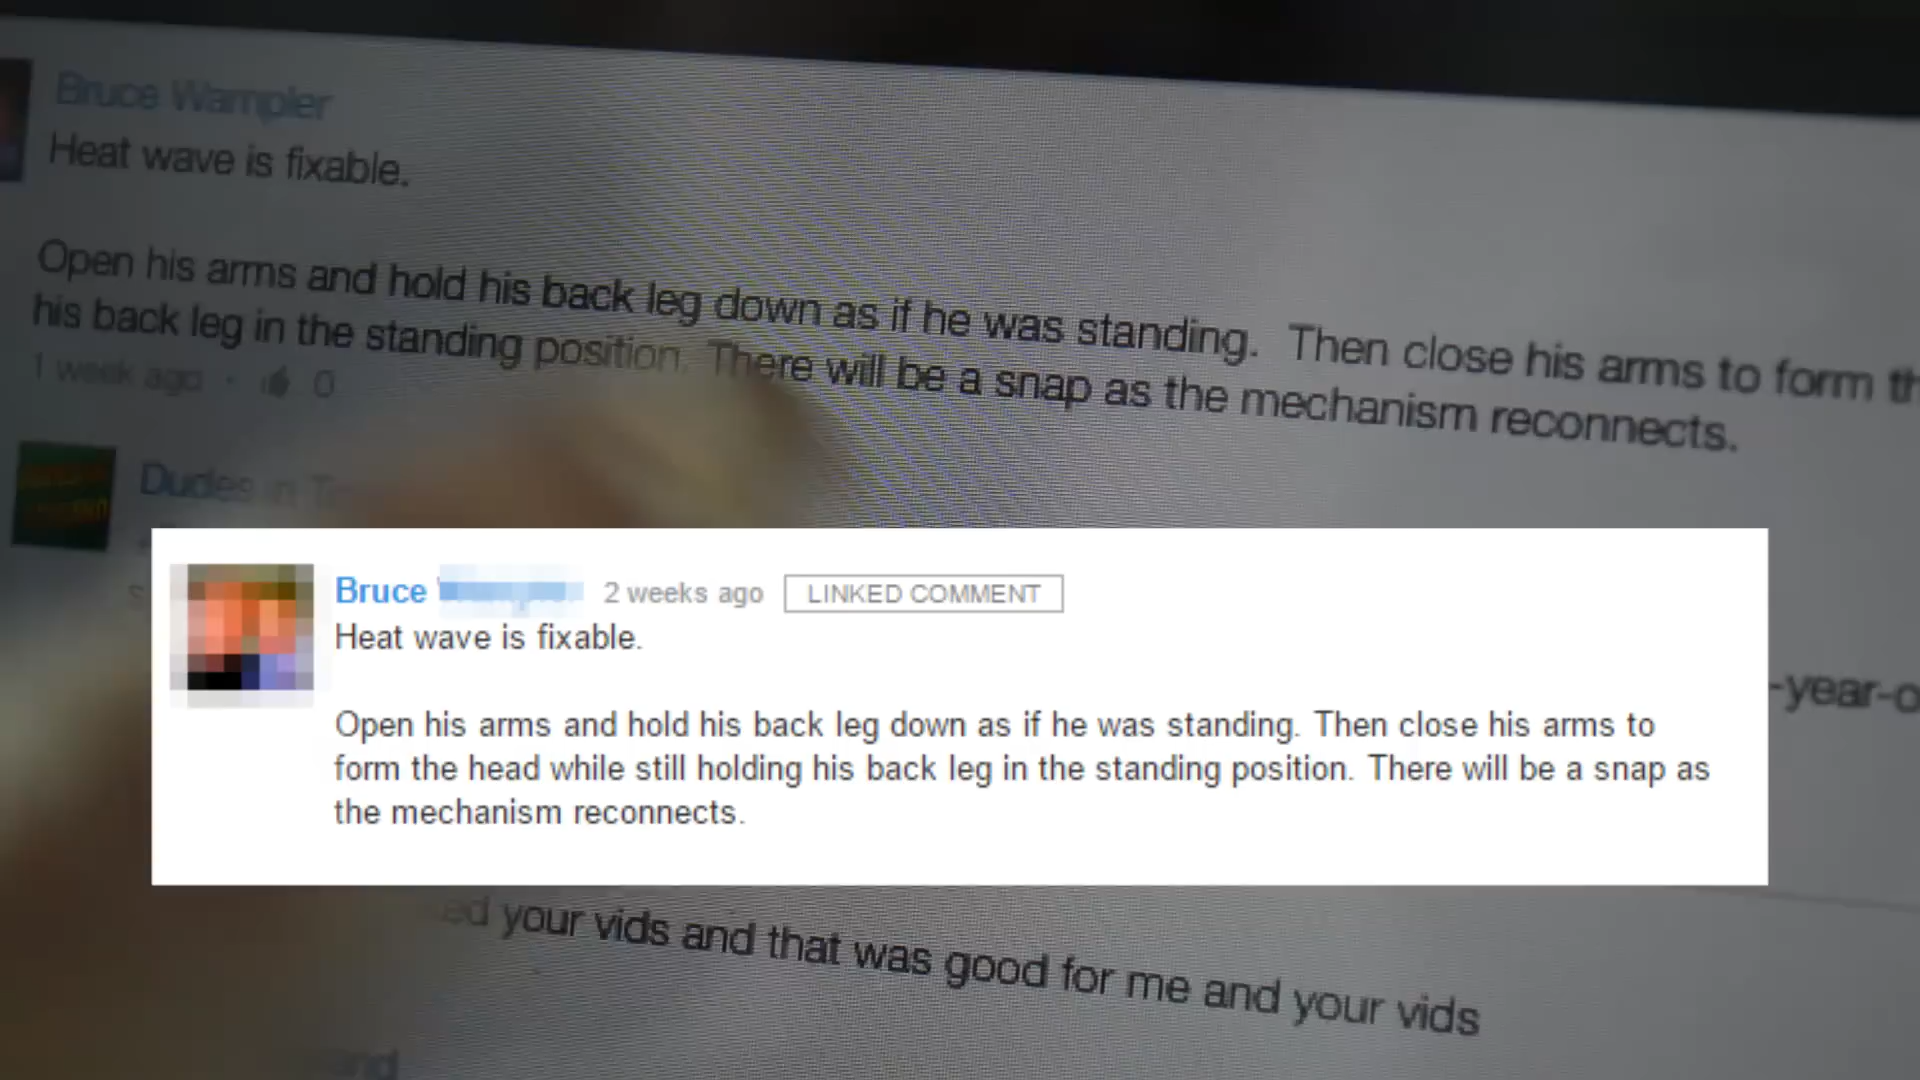 Bruce Wampler
Heat wave is fixable.
Open his arms and hold his back leg down as if he was standing. Then close his arms to form
his back leg in the standing position. There will be a snap as the mechanism reconnects.
1 week ago · 0
Dudes in
Bruce 2 weeks ago LINKED COMMENT
Heat wave is fixable.
Open his arms and hold his back leg down as if he was standing. Then close his arms to
form the head while still holding his back leg in the standing position. There will be a snap as
the mechanism reconnects.
-year-o
your vids and that was good for me and your vids